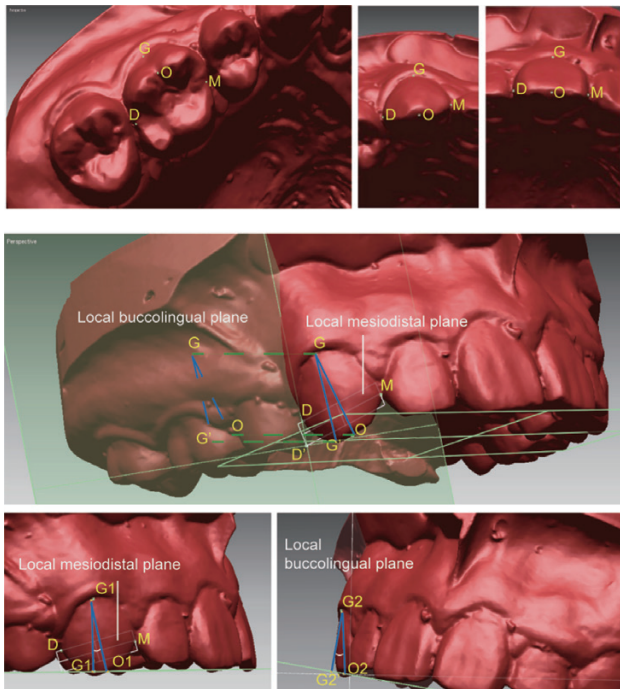 Perspective
G
O
M
D
G
D
O
M
G
D
O
M
Perspective
Local buccolingual plane
Local mesiodistal plane
G
G
M
D
O
G'
O
D'
G'
Local mesiodistal plane
G1
D
M
G1
O1
Local
buccolingual plane
G2
G2
O2